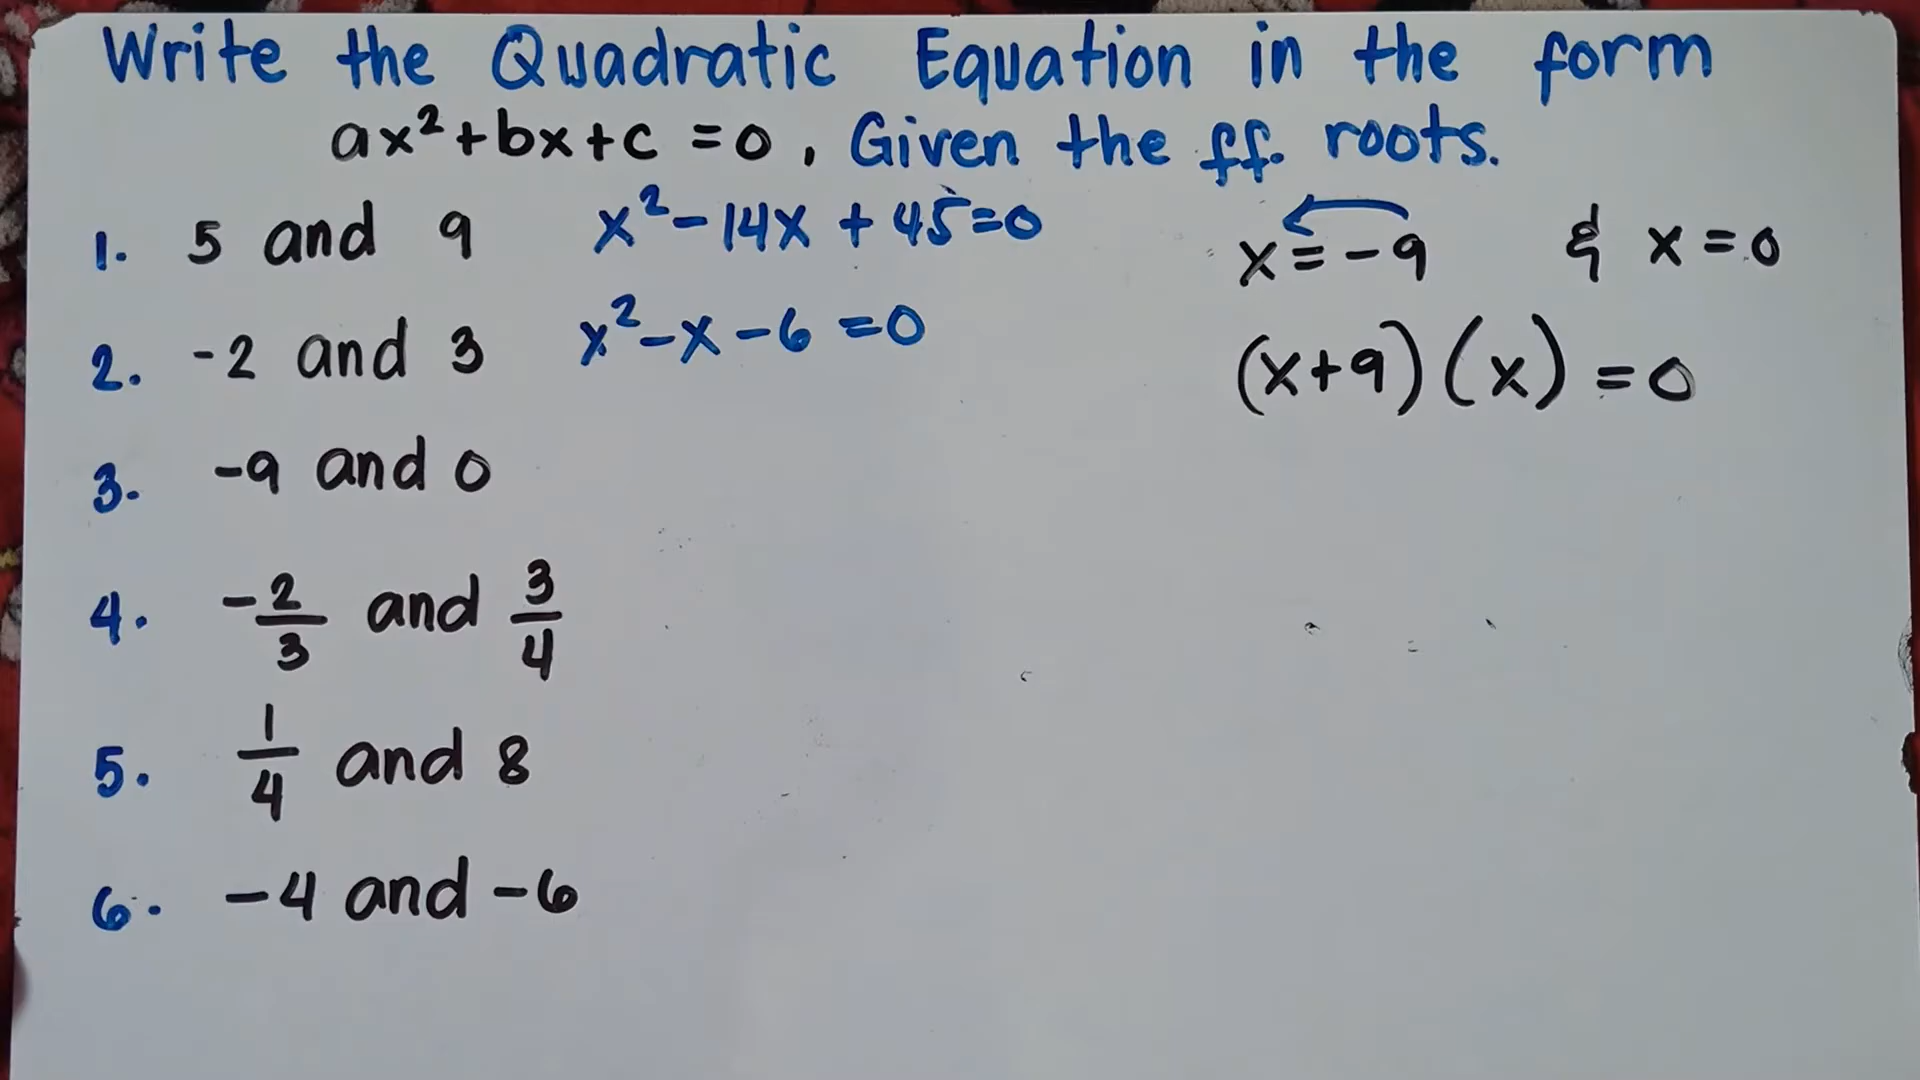 Write the Quadratic Equation in the form
ax²+bx+c =0, Given the ff. roots.
1. 5 and 9 x²-14x+45=0
2. -2 and 3 x²-x-6=0
3. -9 and 0
4. -2/3 and 3/4
5. 1/4 and 8
6. -4 and -6
x=-9 & x=0
(x+9)(x)=0